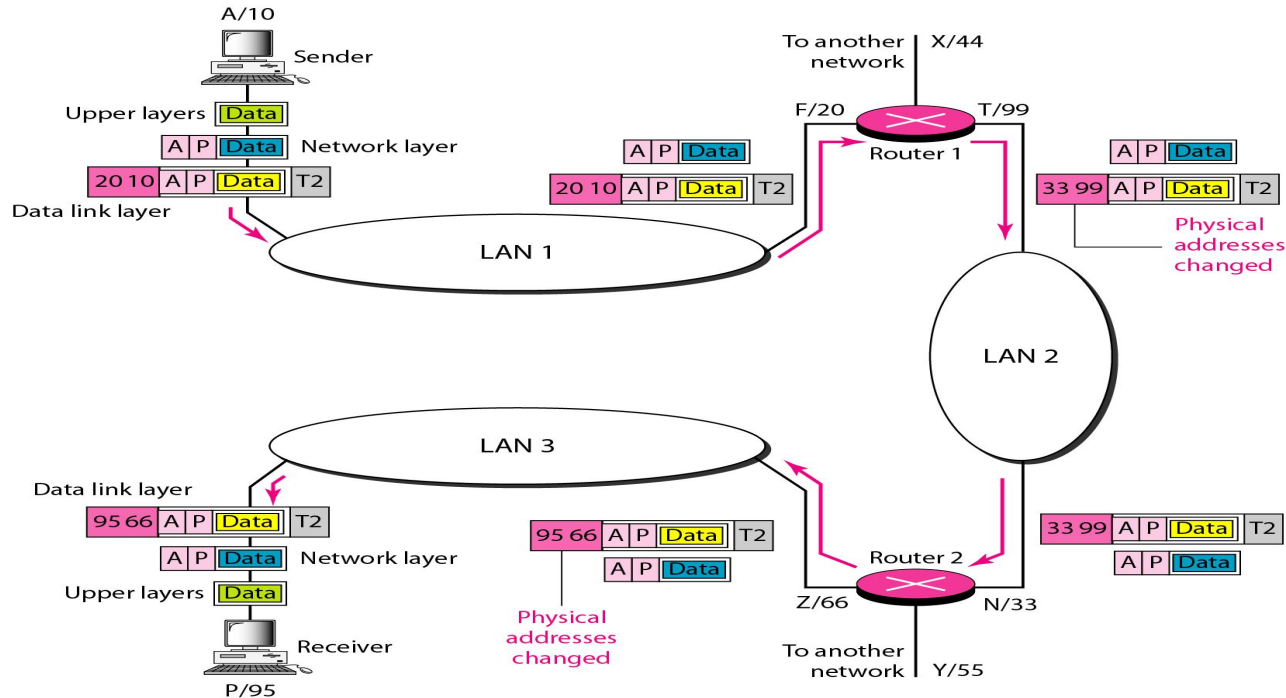 A/10
Sender
Upper layers
Data
A P Data
Network layer
20 10 A P Data T2
Data link layer
LAN 1
To another
network
X/44
F/20
T/99
Router 1
A P Data
20 10 A P Data T2
A P Data
33 99 A P Data T2
Physical
addresses
changed
LAN 2
33 99 A P Data T2
A P Data
Router 2
Z/66
N/33
To another
network
Y/55
95 66 A P Data T2
A P Data
Physical
addresses
changed
LAN 3
Data link layer
95 66 A P Data T2
A P Data
Network layer
Upper layers
Data
Receiver
P/95